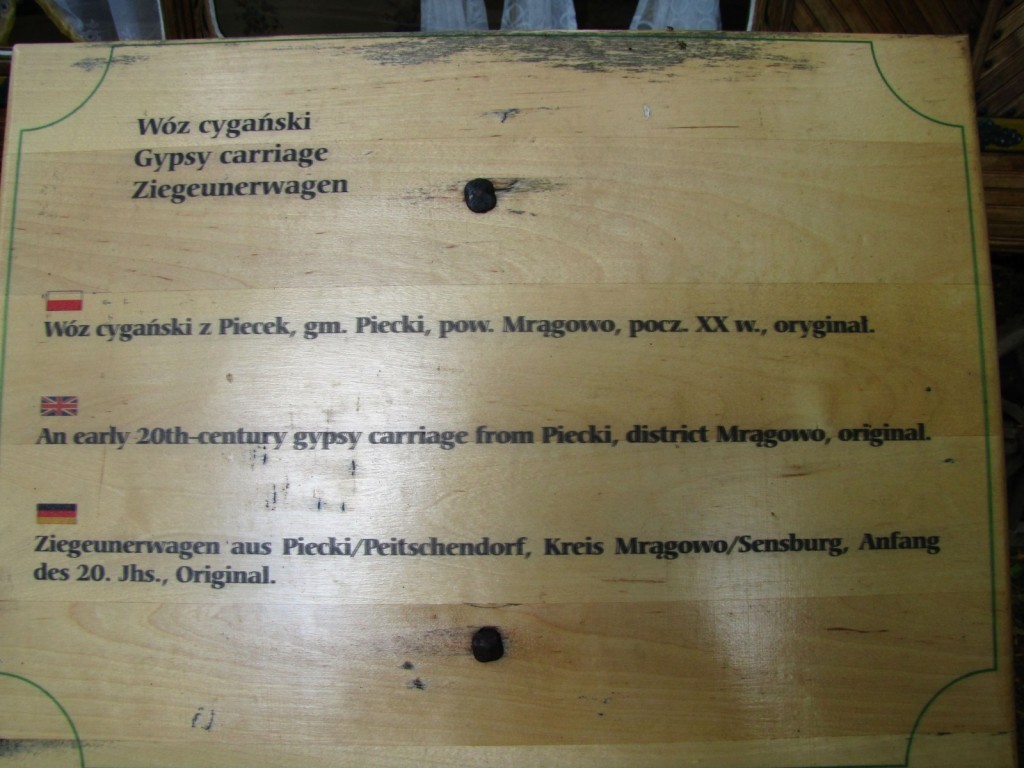 Wóz cygański
Gypsy carriage
Ziegeunerwagen
Wóz cygański z Piecek, gm. Piecki, pow. Mrągowo, pocz. XX w., oryginał.
An early 20th-century gypsy carriage from Piecki, district Mrągowo, original.
Ziegeunerwagen aus Piecki/Peitschendorf, Kreis Mrągowo/Sensburg, Anfang
des 20. Jhs., Original.